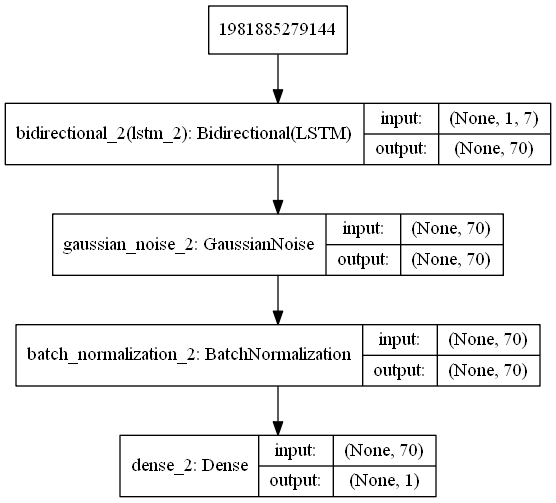 1981885279144
bidirectional_2(lstm_2): Bidirectional(LSTM)
input:
(None, 1, 7)
output:
(None, 70)
gaussian_noise_2: GaussianNoise
input:
(None, 70)
output:
(None, 70)
batch_normalization_2: BatchNormalization
input:
(None, 70)
output:
(None, 70)
dense_2: Dense
input:
(None, 70)
output:
(None, 1)